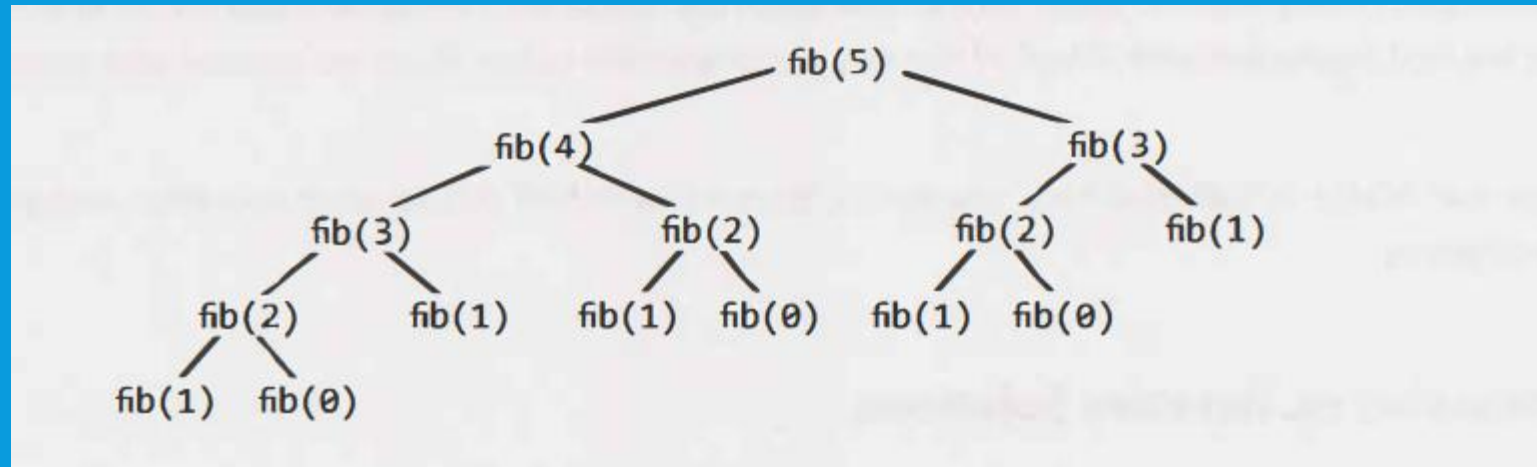 fib(5)
fib(4) fib(3)
fib(3) fib(2) fib(2) fib(1)
fib(2) fib(1) fib(1) fib(0) fib(1) fib(0)
fib(1) fib(0)